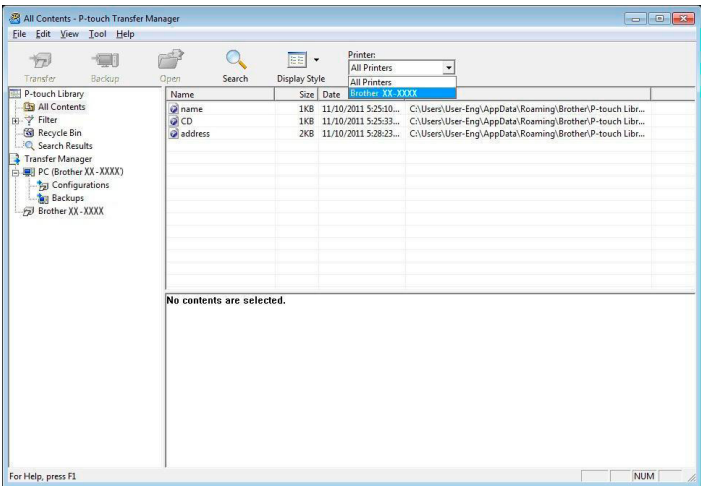 All Contents - P-touch Transfer Manager
File Edit View Tool Help
Transfer Backup Open Search Display Style
Printer:
All Printers
All Printers
Brother XX-XXXX
P-touch Library
All Contents
Filter
Recycle Bin
Search Results
Transfer Manager
PC (Brother XX-XXXX)
Configurations
Backups
Brother XX-XXXX
Name Size Date
name 1KB 11/10/2011 5:25:10... C:\Users\User-Eng\AppData\Roaming\Brother\P-touch Libr...
CD 1KB 11/10/2011 5:25:33... C:\Users\User-Eng\AppData\Roaming\Brother\P-touch Libr...
address 2KB 11/10/2011 5:28:23... C:\Users\User-Eng\AppData\Roaming\Brother\P-touch Libr...
No contents are selected.
For Help, press F1
NUM